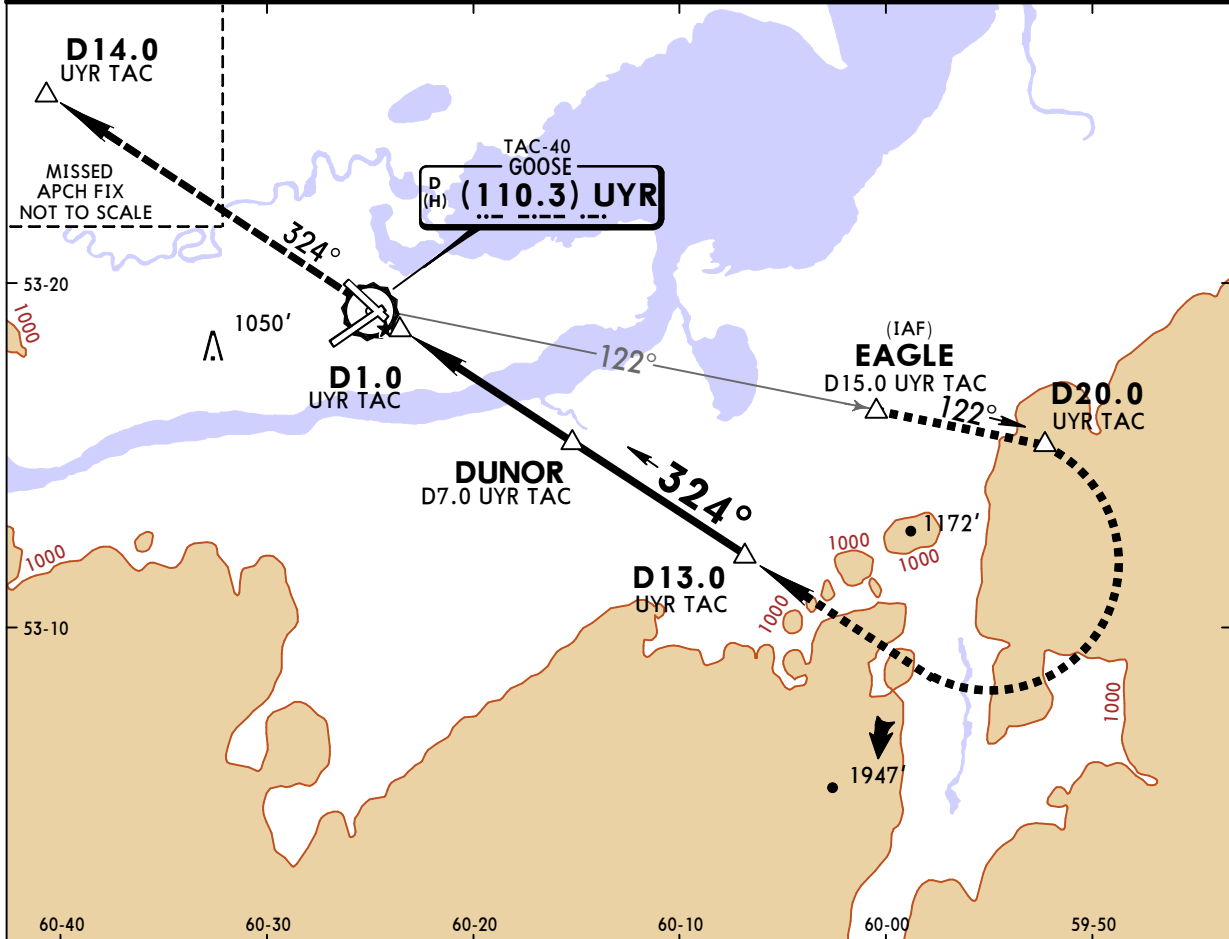 D14.0
UYR TAC
MISSED
APCH FIX
NOT TO SCALE
324°
TAC-40
GOOSE
D
(H)
(110.3) UYR
53-20
1000
1050'
D1.0
UYR TAC
122°
(IAF)
EAGLE
D15.0 UYR TAC
122°
D20.0
UYR TAC
DUNOR
D7.0 UYR TAC
324°
1172'
1000
1000
1000
D13.0
UYR TAC
1000
53-10
1000
1947'
60-40
60-30
60-20
60-10
60-00
59-50